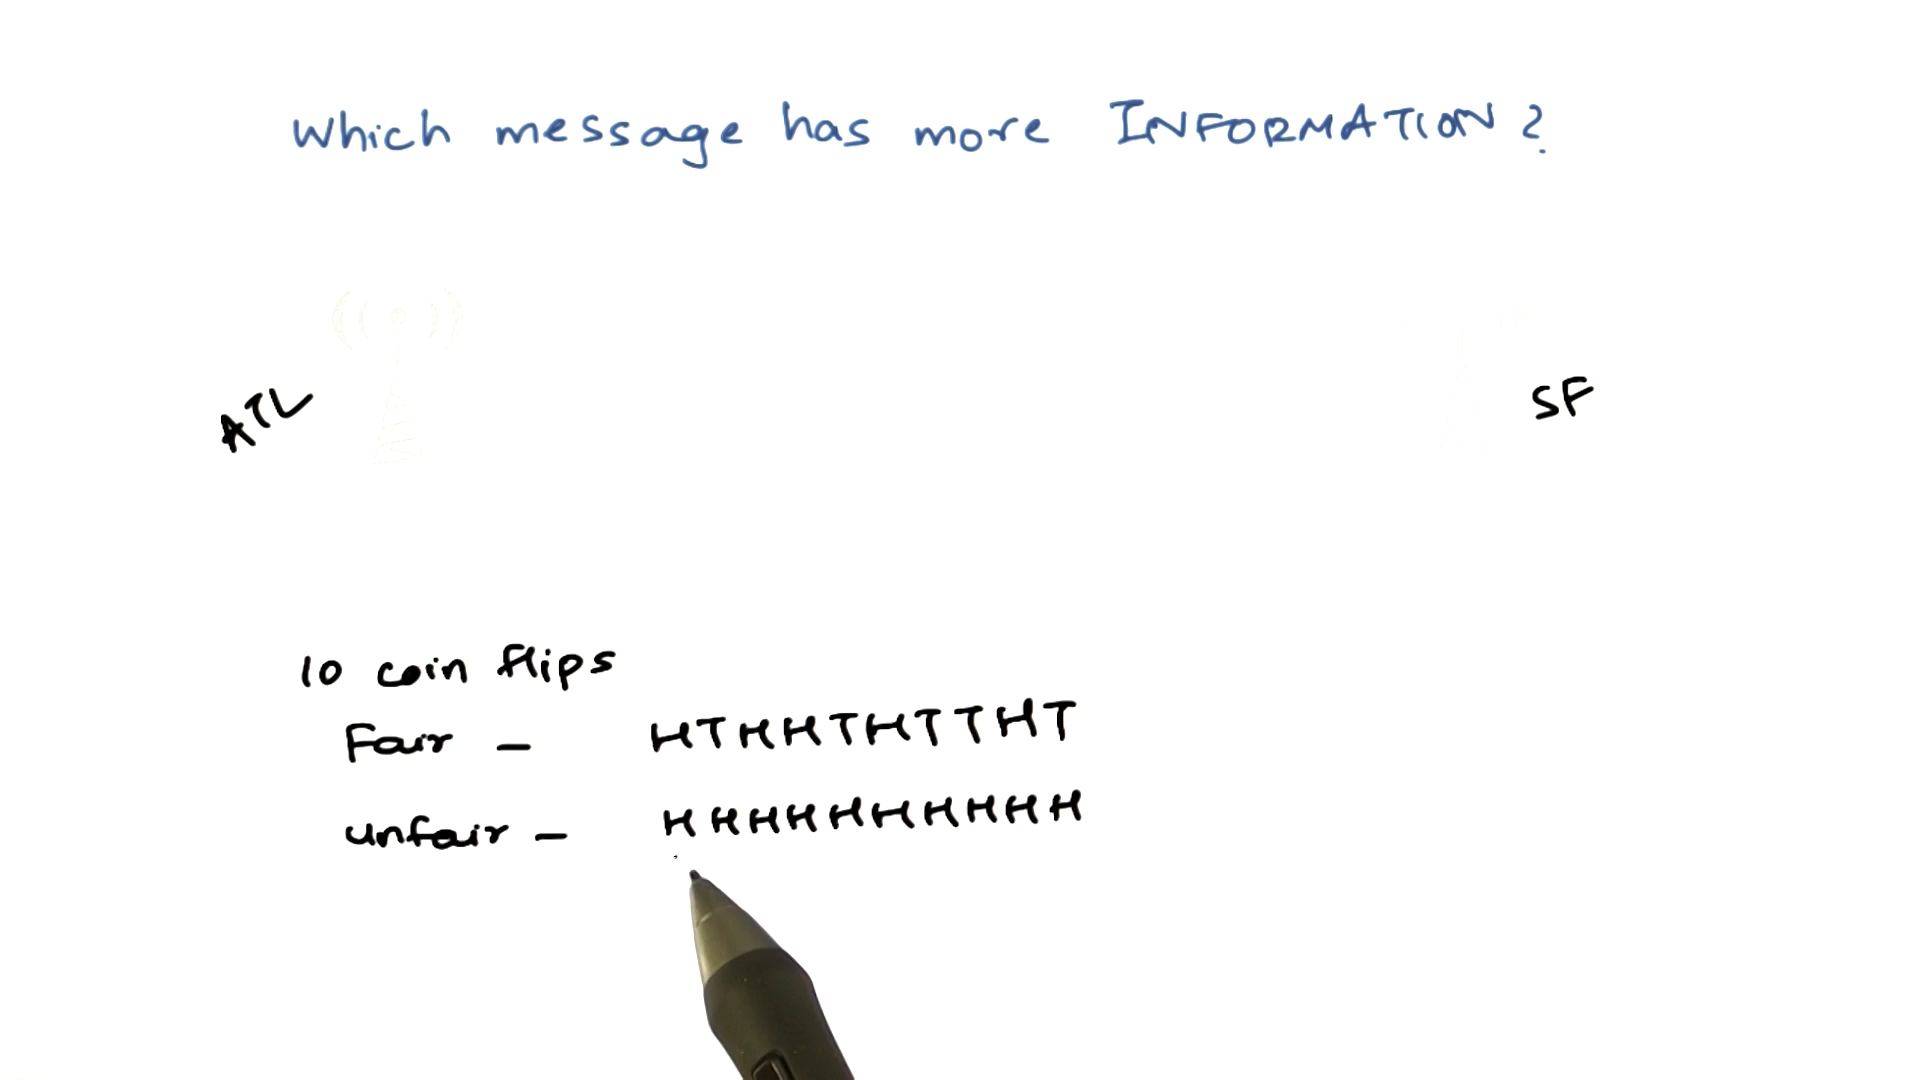 Which message has more INFORMATION?
ATL
SF
10 coin flips
Fair - HTHHTHTTHT
unfair - HHHHHHHHHH